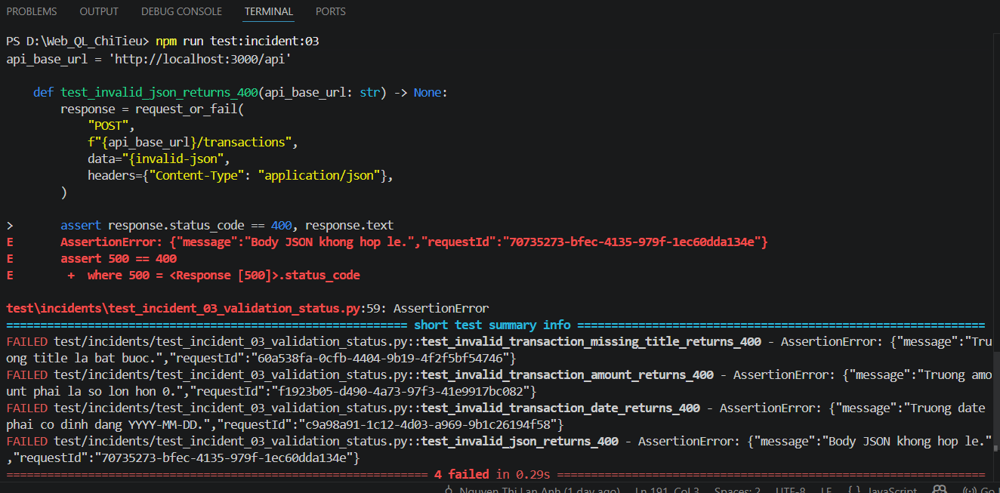 PROBLEMS OUTPUT DEBUG CONSOLE TERMINAL PORTS
PS D:\Web_QL_ChiTieu> npm run test:incident:03
api_base_url = 'http://localhost:3000/api'
def test_invalid_json_returns_400(api_base_url: str) -> None:
response = request_or_fail(
"POST",
f"{api_base_url}/transactions",
data="{invalid-json",
headers={"Content-Type": "application/json"},
)
> assert response.status_code == 400, response.text
E AssertionError: {"message":"Body JSON khong hop le.","requestId":"70735273-bfec-4135-979f-1ec60dda134e"}
E assert 500 == 400
E + where 500 = <Response [500]>.status_code
test\incidents\test_incident_03_validation_status.py:59: AssertionError
=========================================================== short test summary info ============================================================
FAILED test/incidents/test_incident_03_validation_status.py::test_invalid_transaction_missing_title_returns_400 - AssertionError: {"message":"Tru
ong title la bat buoc.","requestId":"60a538fa-0cfb-4404-9b19-4f2f5bf54746"}
FAILED test/incidents/test_incident_03_validation_status.py::test_invalid_transaction_amount_returns_400 - AssertionError: {"message":"Truong amo
unt phai la so lon hon 0.","requestId":"f1923b05-d490-4a73-97f3-41e9917bc082"}
FAILED test/incidents/test_incident_03_validation_status.py::test_invalid_transaction_date_returns_400 - AssertionError: {"message":"Truong date
phai co dinh dang YYYY-MM-DD.","requestId":"c9a98a91-1c12-4d03-a969-9b1c26194f58"}
FAILED test/incidents/test_incident_03_validation_status.py::test_invalid_json_returns_400 - AssertionError: {"message":"Body JSON khong hop le."
,"requestId":"70735273-bfec-4135-979f-1ec60dda134e"}
============================================================== 4 failed in 0.29s ===============================================================
Nguyen Thi Lan Anh (1 day ago) Ln 191, Col 3 Spaces: 2 UTF-8 LF {} JavaScript Go